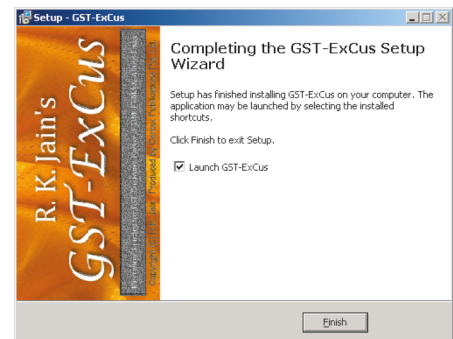 Setup - GST-ExCus
R. K. Jain's
GST-ExCus
Completing the GST-ExCus Setup
Wizard
Setup has finished installing GST-ExCus on your computer. The
application may be launched by selecting the installed
shortcuts.
Click Finish to exit Setup.
Launch GST-ExCus
Finish